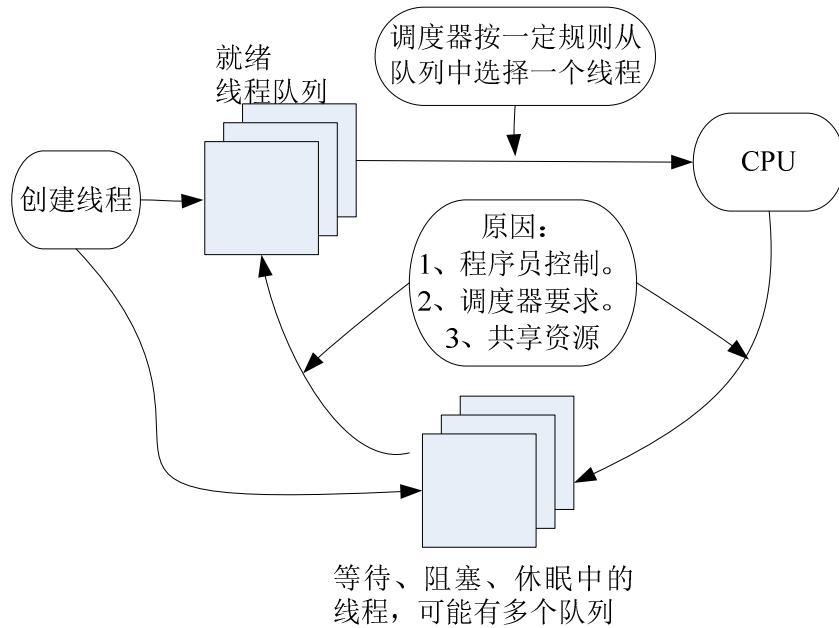 调度器按一定规则从
队列中选择一个线程
就绪
线程队列
创建线程
CPU
原因：
1、程序员控制。
2、调度器要求。
3、共享资源
等待、阻塞、休眠中的
线程，可能有多个队列